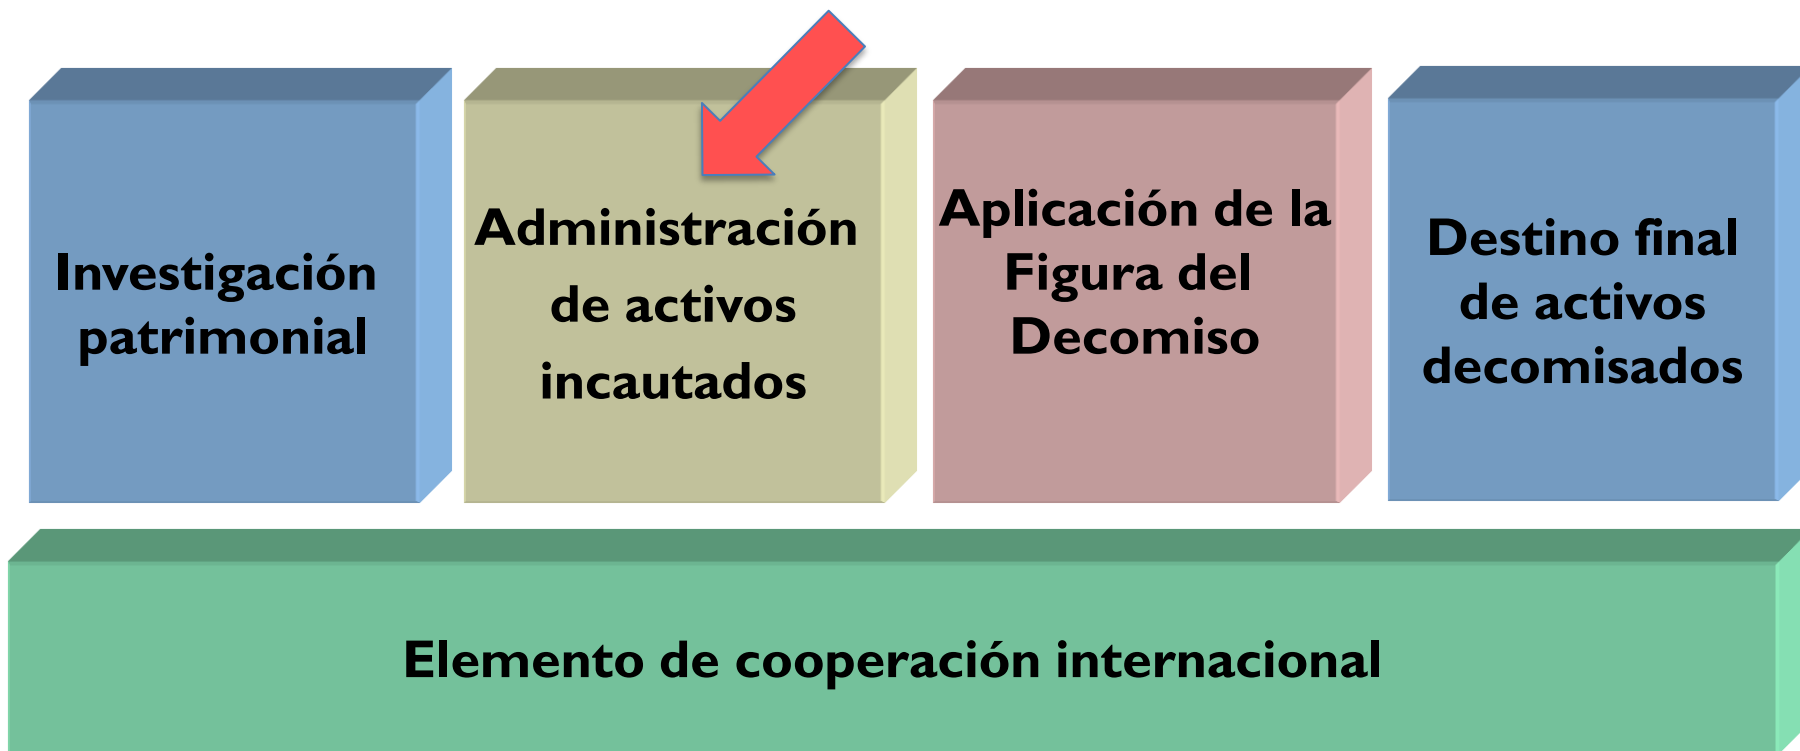 Investigación
patrimonial
Administración
de activos
incautados
Aplicación de la
Figura del
Decomiso
Destino final
de activos
decomisados
Elemento de cooperación internacional